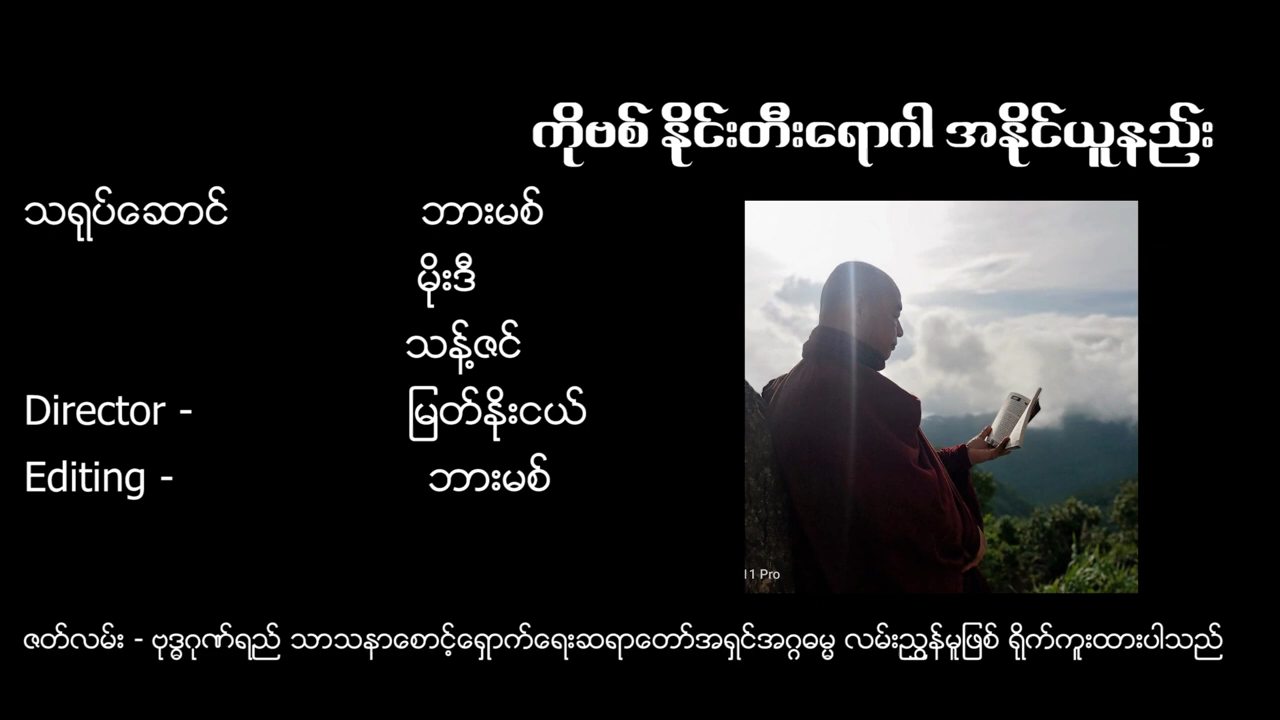 ကိုဗစ် နိုင်းတီးရောဂါ အနိုင်ယူနည်း
သရုပ်ဆောင် ဘားမစ်
မိုးဒီ
သန့်ဇင်
Director - မြတ်နိုးငယ်
Editing - ဘားမစ်
11 Pro
ဇတ်လမ်း - ဗုဒ္ဓဂုဏ်ရည် သာသနာစောင့်ရှောက်ရေးဆရာတော်အရှင်အဂ္ဂဓမ္မ လမ်းညွှန်မူဖြစ် ရိုက်ကူးထားပါသည်